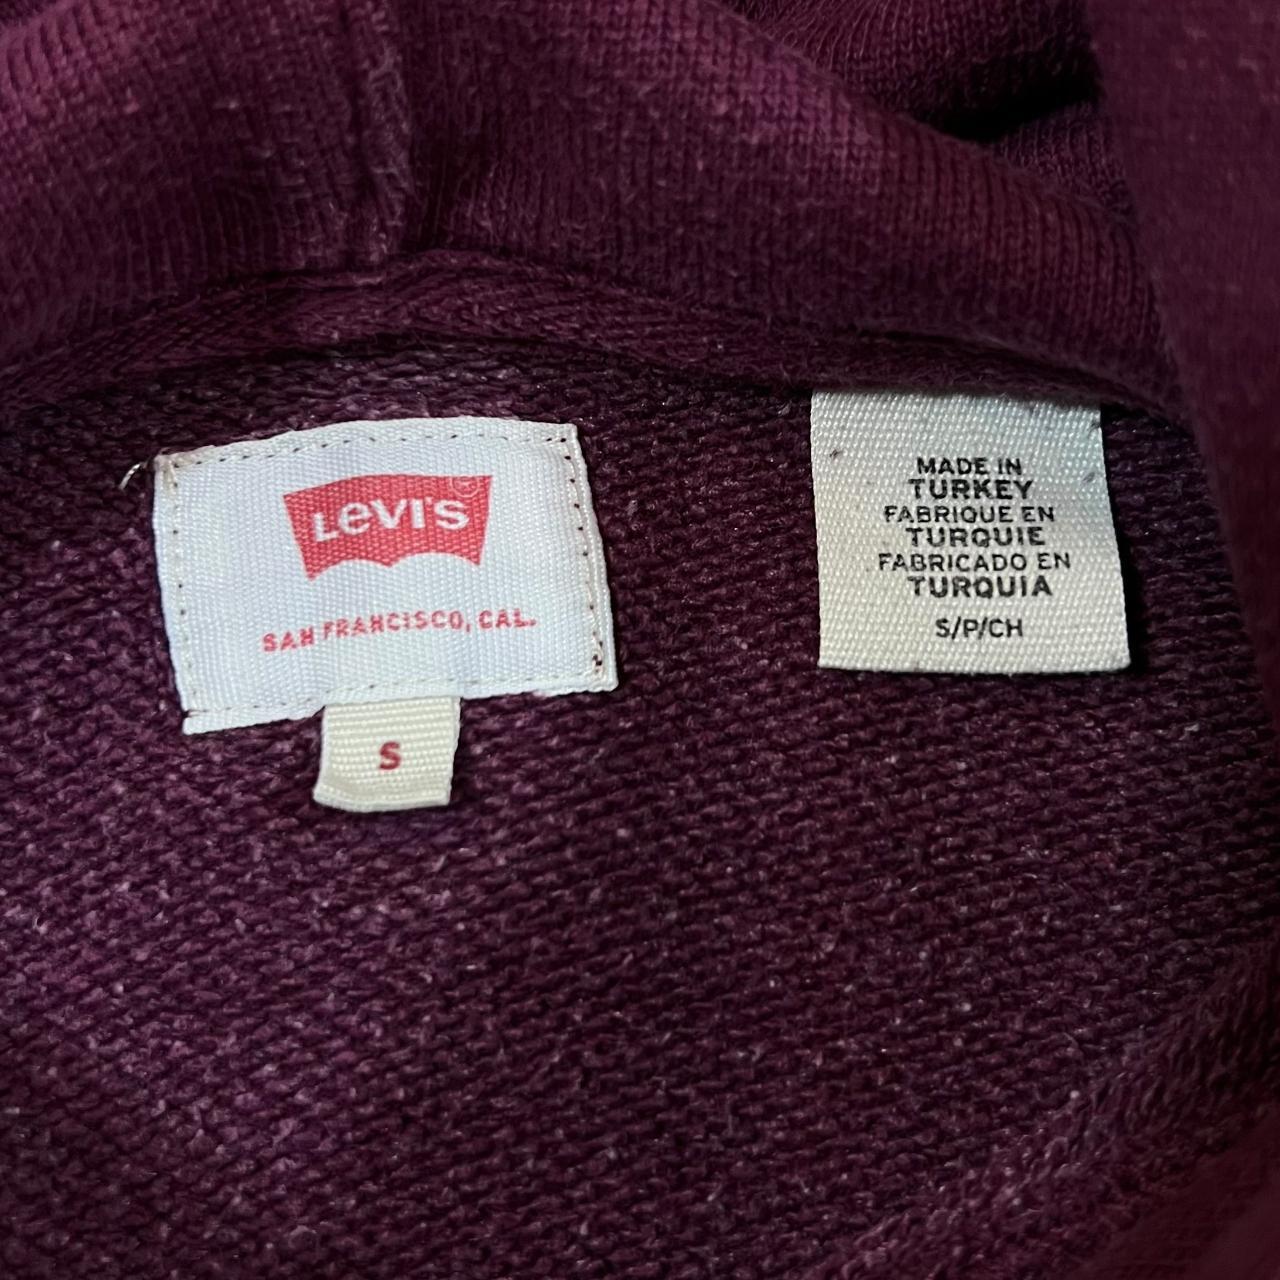 LEVI'S
SAN FRANCISCO, CAL.
S
MADE IN
TURKEY
FABRIQUE EN
TURQUIE
FABRICADO EN
TURQUIA
S/P/CH